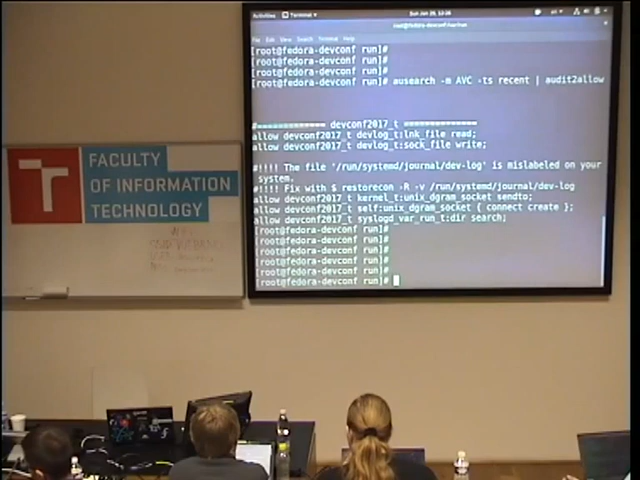 Activities Terminal
Sun Jan 29, 12:26
File Edit View Search Terminal Help
[root@fedora-devconf run]#
[root@fedora-devconf run]#
[root@fedora-devconf run]#
[root@fedora-devconf run]# ausearch -m AVC -ts recent | audit2allow
#============= devconf2017_t ==============
allow devconf2017_t devlog_t:lnk_file read;
allow devconf2017_t devlog_t:sock_file write;
#!!!! The file '/run/systemd/journal/dev-log' is mislabeled on your
system.
#!!!! Fix with $ restorecon -R -v /run/systemd/journal/dev-log
allow devconf2017_t kernel_t:unix_dgram_socket sendto;
allow devconf2017_t self:unix_dgram_socket { connect create };
allow devconf2017_t syslogd_var_run_t:dir search;
[root@fedora-devconf run]#
[root@fedora-devconf run]#
[root@fedora-devconf run]#
[root@fedora-devconf run]#
[root@fedora-devconf run]#
[root@fedora-devconf run]#
T
FACULTY
OF INFORMATION
TECHNOLOGY